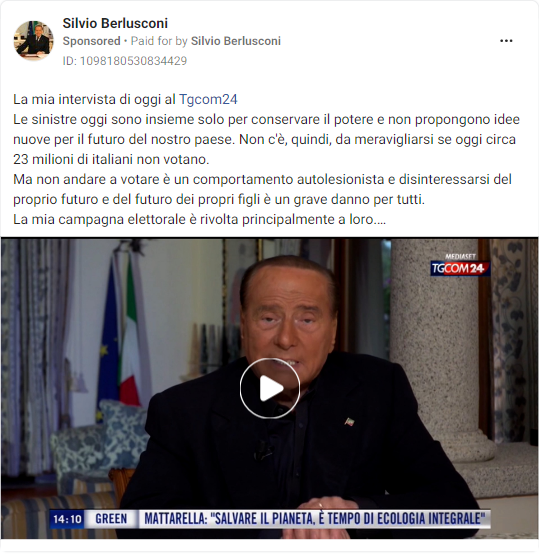 Silvio Berlusconi
Sponsored • Paid for by Silvio Berlusconi
ID: 1098180530834429
La mia intervista di oggi al Tgcom24
Le sinistre oggi sono insieme solo per conservare il potere e non propongono idee
nuove per il futuro del nostro paese. Non c'è, quindi, da meravigliarsi se oggi circa
23 milioni di italiani non votano.
Ma non andare a votare è un comportamento autolesionista e disinteressarsi del
proprio futuro e del futuro dei propri figli è un grave danno per tutti.
La mia campagna elettorale è rivolta principalmente a loro....
MEDIASET
TGCOM24
14:10 GREEN MATTARELLA: "SALVARE IL PIANETA, È TEMPO DI ECOLOGIA INTEGRALE"